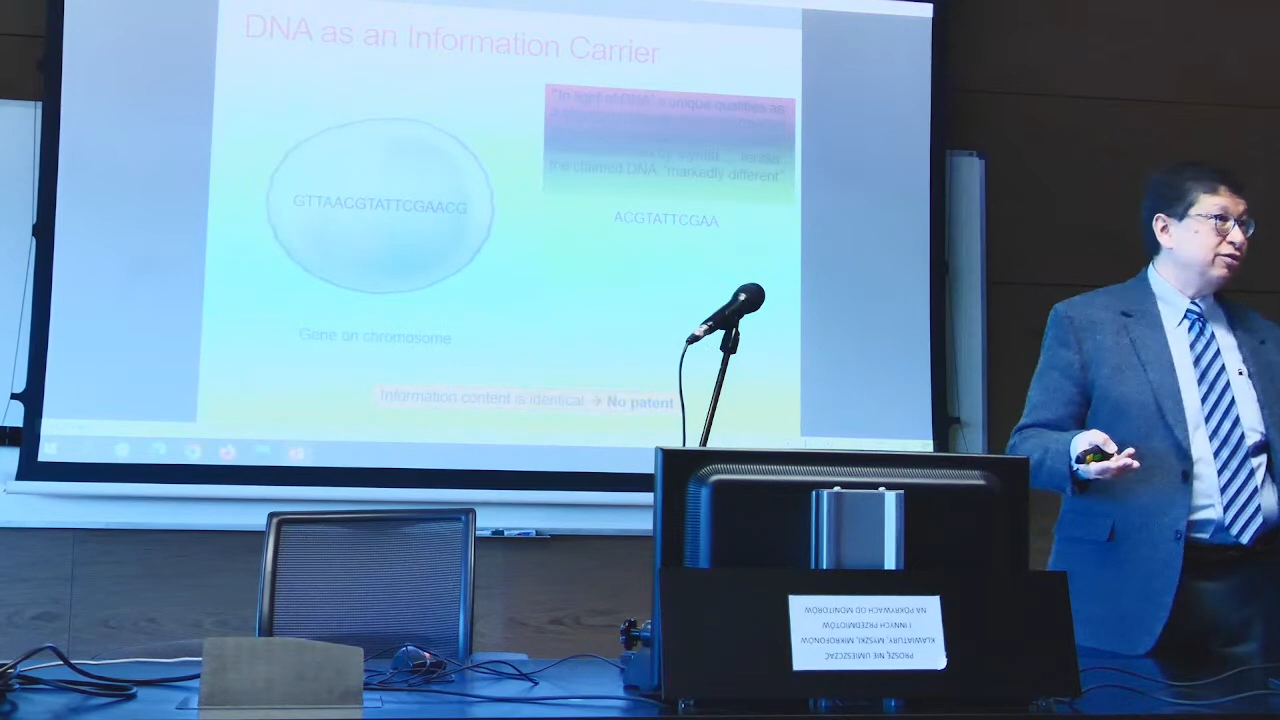 DNA as an Information Carrier
"In light of DNA's unique qualities as
the claimed DNA, "markedly different"
GTTAACGTATTCGAACG
ACGTATTCGAA
Gene on chromosome
Information content is identical → No patent
PROSZĘ NIE UMIESZCZAĆ
KLAWIATURY, MYSZKI, MIKROFONÓW
I INNYCH PRZEDMIOTÓW
NA POKRYWACH OD MONITORÓW